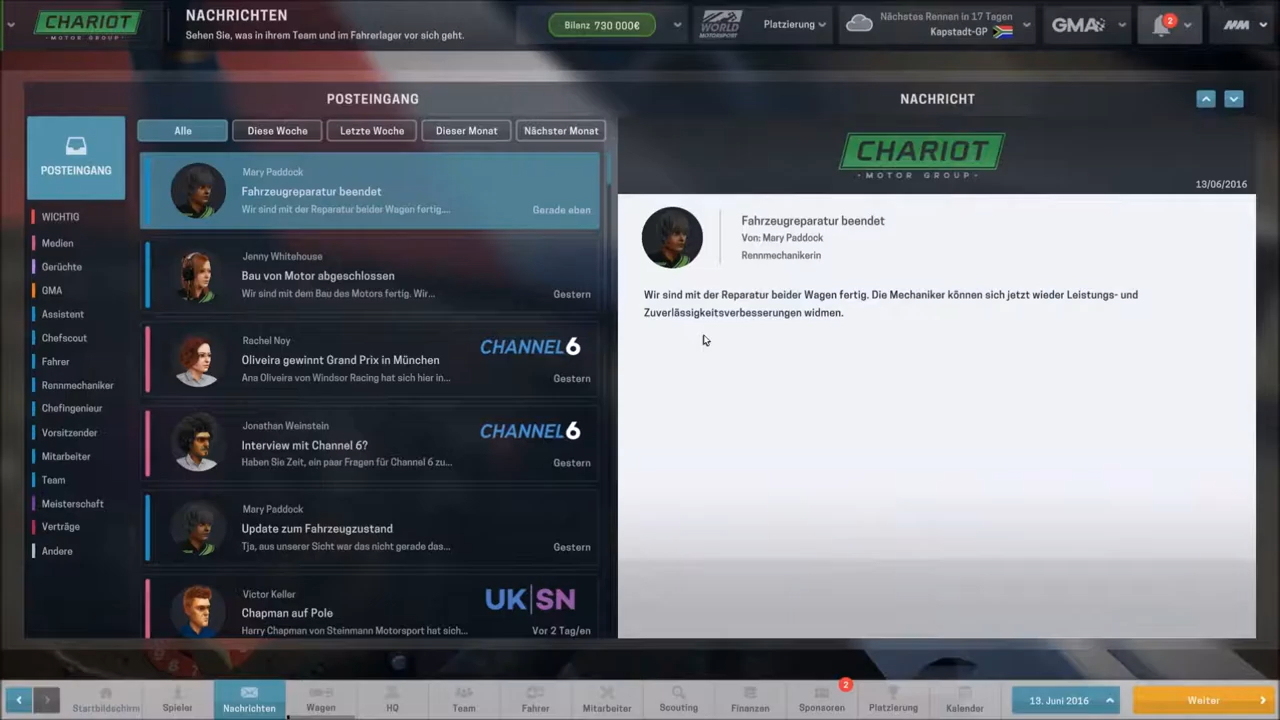 CHARIOT
MOTOR GROUP
NACHRICHTEN
Sehen Sie, was in ihrem Team und im Fahrerlager vor sich geht.
Bilanz 730 000€
WORLD
MOTORSPORT
Platzierung
Nächstes Rennen in 17 Tagen
Kapstadt-GP
GMA
2
POSTEINGANG
NACHRICHT
POSTEINGANG
WICHTIG
Medien
Gerüchte
GMA
Assistent
Chefscout
Fahrer
Rennmechaniker
Chefingenieur
Vorsitzender
Mitarbeiter
Team
Meisterschaft
Verträge
Andere
Alle
Diese Woche
Letzte Woche
Dieser Monat
Nächster Monat
Mary Paddock
Fahrzeugreparatur beendet
Wir sind mit der Reparatur beider Wagen fertig....
Gerade eben
Jenny Whitehouse
Bau von Motor abgeschlossen
Wir sind mit dem Bau des Motors fertig. Wir...
Gestern
Rachel Noy
Oliveira gewinnt Grand Prix in München
Ana Oliveira von Windsor Racing hat sich hier in...
CHANNEL6
Gestern
Jonathan Weinstein
Interview mit Channel 6?
Haben Sie Zeit, ein paar Fragen für Channel 6 zu...
CHANNEL6
Gestern
Mary Paddock
Update zum Fahrzeugzustand
Tja, aus unserer Sicht war das nicht gerade das...
Gestern
Victor Keller
Chapman auf Pole
Harry Chapman von Steinmann Motorsport hat sich...
UK|SN
Vor 2 Tag/en
CHARIOT
MOTOR GROUP
13/06/2016
Fahrzeugreparatur beendet
Von: Mary Paddock
Rennmechanikerin
Wir sind mit der Reparatur beider Wagen fertig. Die Mechaniker können sich jetzt wieder Leistungs- und
Zuverlässigkeitsverbesserungen widmen.
Startbildschirm
Spieler
Nachrichten
Wagen
HQ
Team
Fahrer
Mitarbeiter
Scouting
Finanzen
2
Sponsoren
Platzierung
Kalender
13. Juni 2016
Weiter